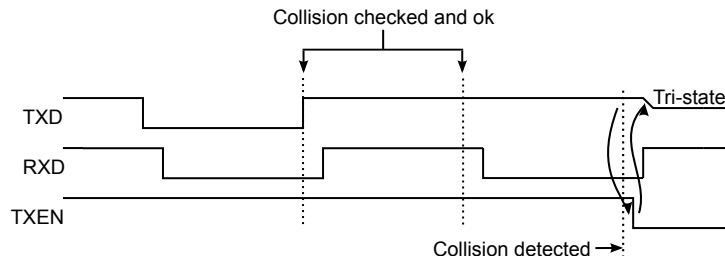 Collision checked and ok
Tri-state
TXD
RXD
TXEN
Collision detected